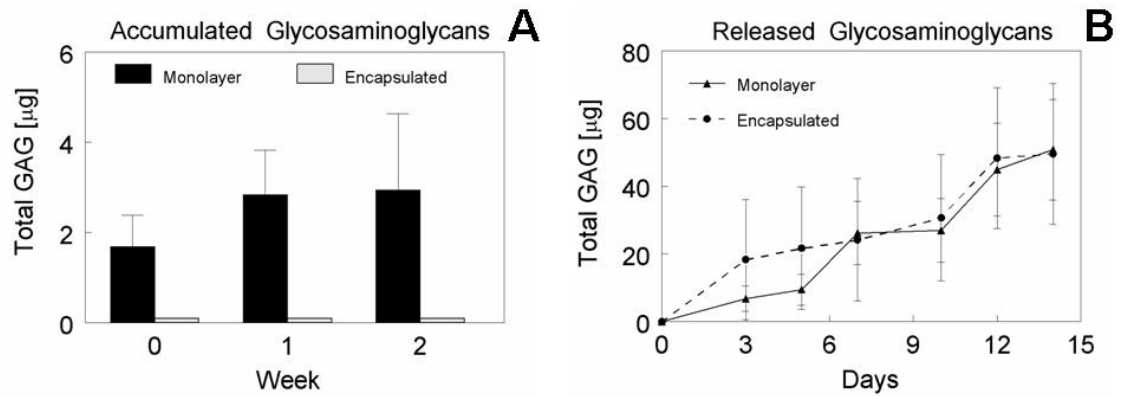 Accumulated Glycosaminoglycans A
6
Monolayer Encapsulated
4
2
0
Total GAG [µg]
0 1 2
Week
Released Glycosaminoglycans B
80
Monolayer
60
Encapsulated
40
20
0
Total GAG [µg]
0 3 6 9 12 15
Days